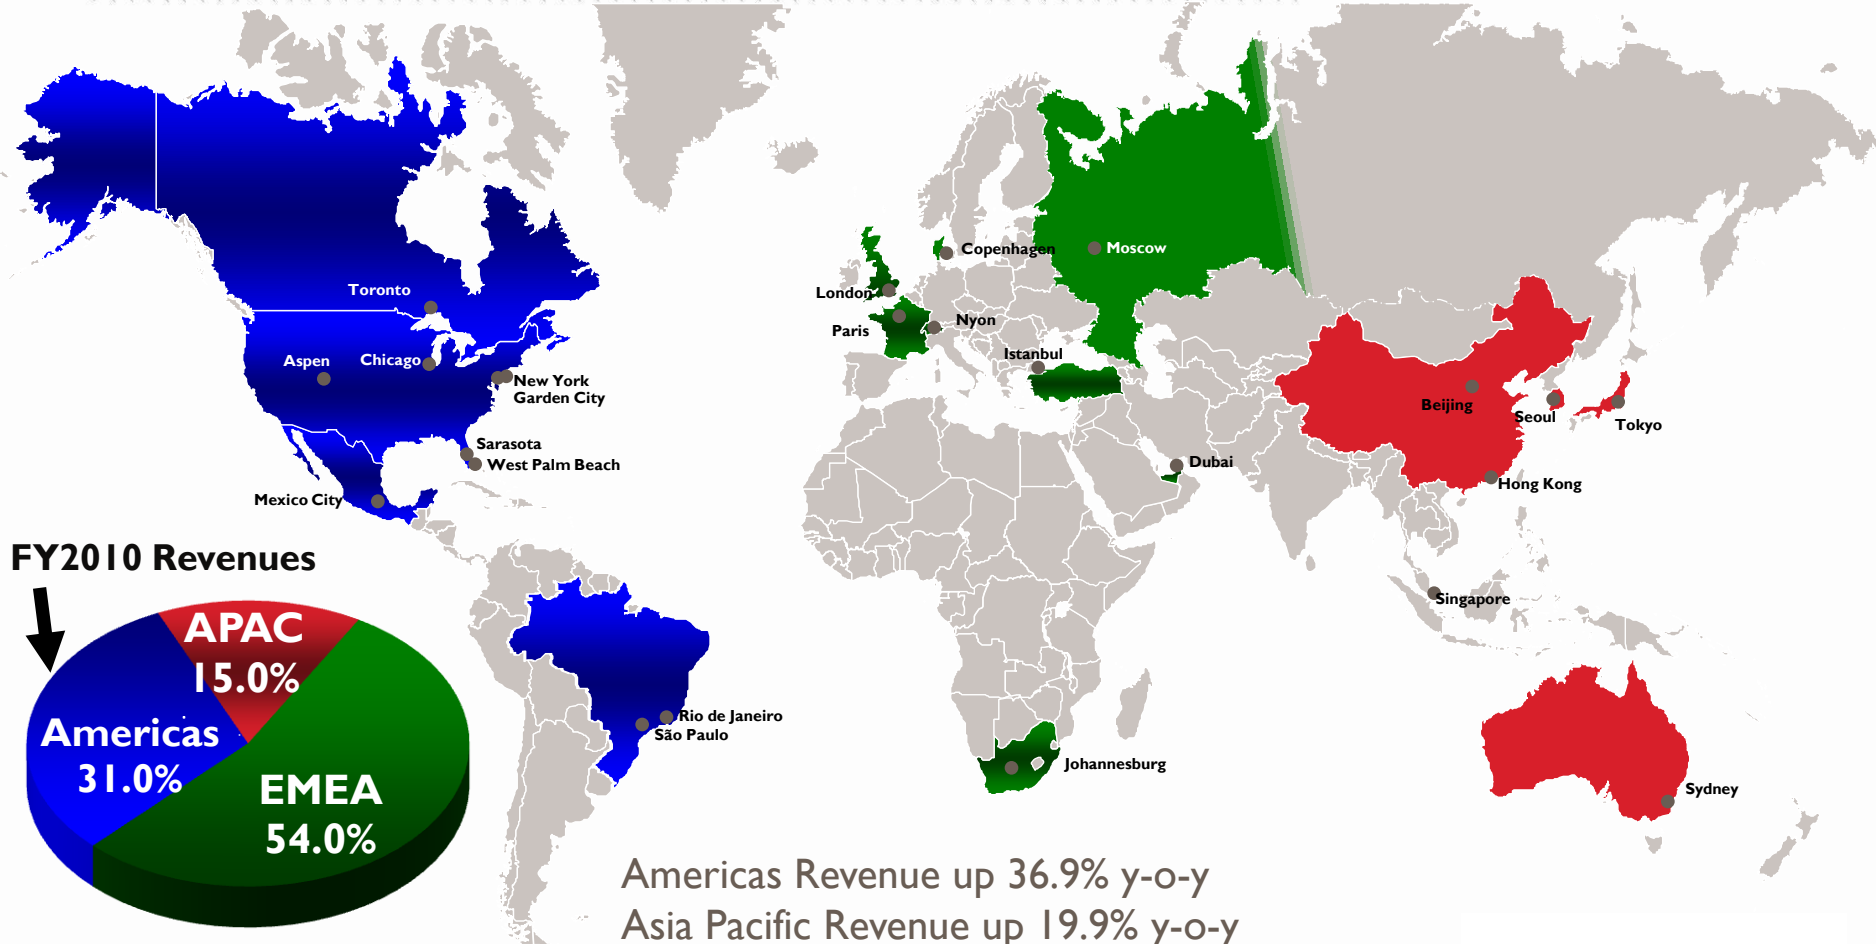 Toronto
Aspen
Chicago
New York
Garden City
Sarasota
West Palm Beach
Mexico City
Rio de Janeiro
São Paulo
Copenhagen
Moscow
London
Paris
Nyon
Istanbul
Dubai
Johannesburg
Beijing
Seoul
Tokyo
Hong Kong
Singapore
Sydney
FY2010 Revenues
APAC
15.0%
Americas
31.0%
EMEA
54.0%
Americas Revenue up 36.9% y-o-y
Asia Pacific Revenue up 19.9% y-o-y